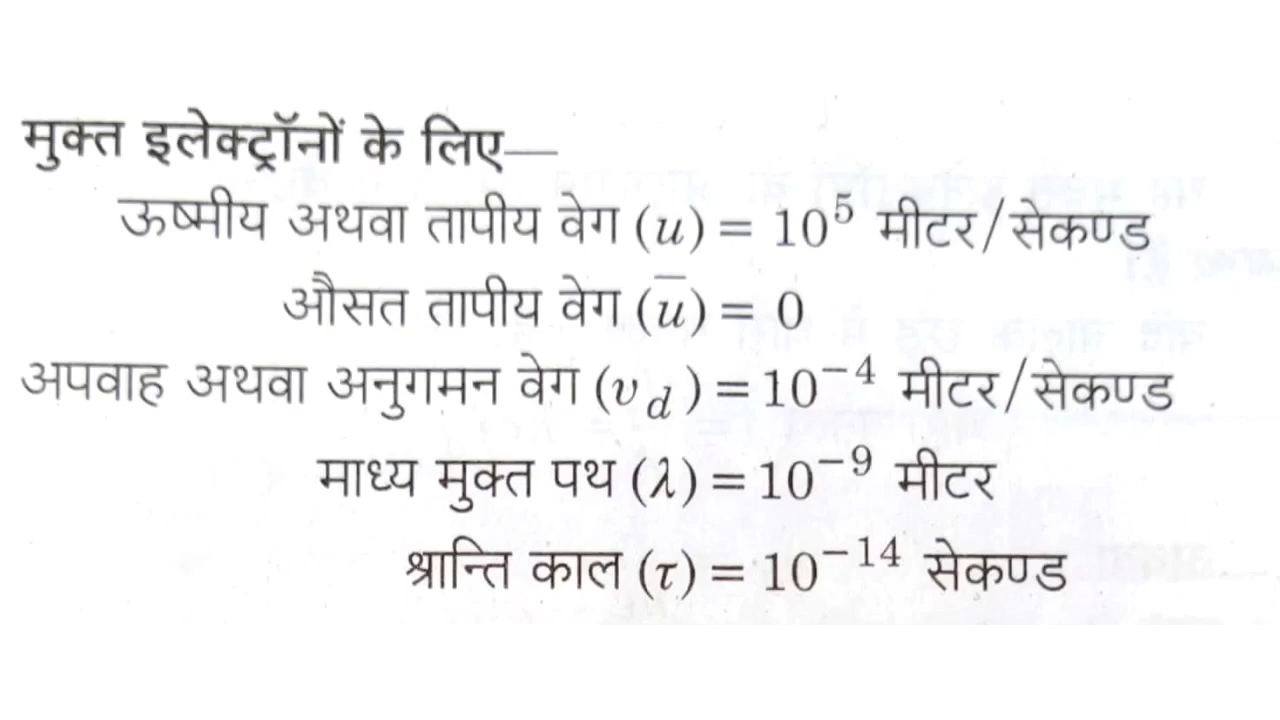 मुक्त इलेक्ट्रॉनों के लिए—
ऊष्मीय अथवा तापीय वेग (u) = 10⁵ मीटर/सेकण्ड
औसत तापीय वेग (u̅) = 0
अपवाह अथवा अनुगमन वेग (v_d) = 10⁻⁴ मीटर/सेकण्ड
माध्य मुक्त पथ (λ) = 10⁻⁹ मीटर
श्रान्ति काल (τ) = 10⁻¹⁴ सेकण्ड